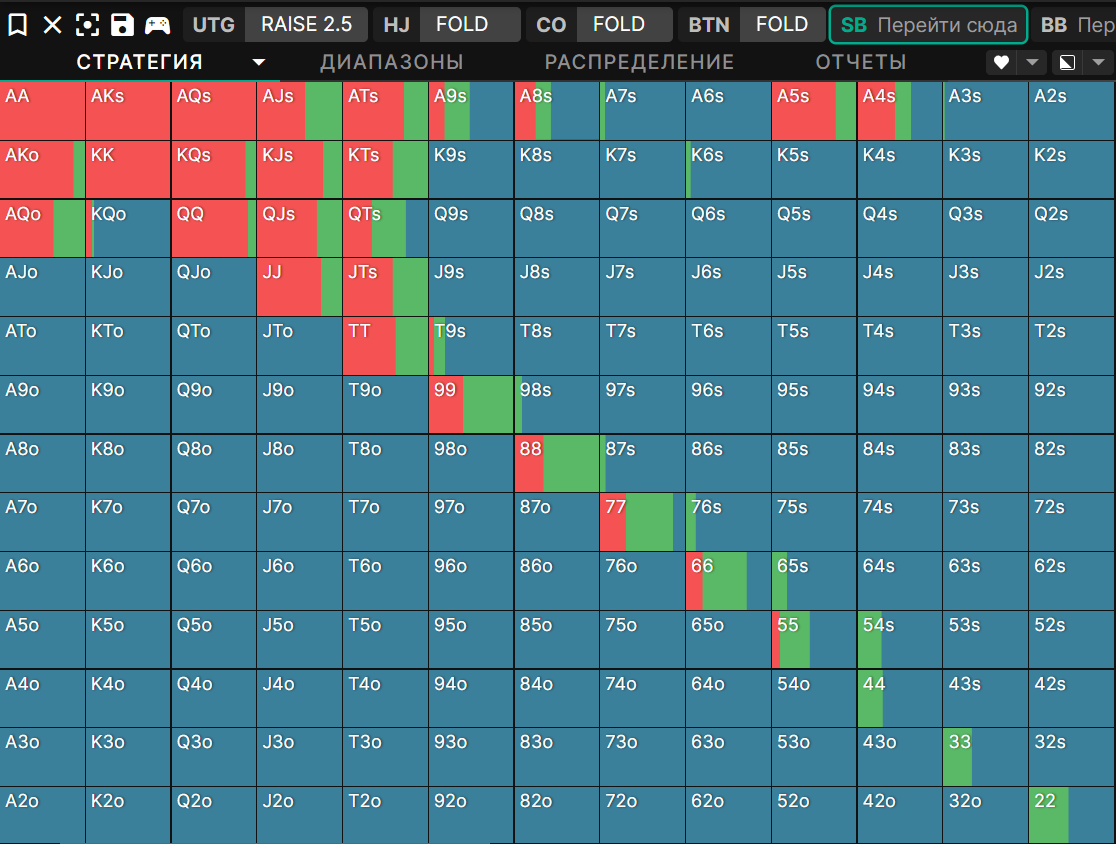 UTG RAISE 2.5 HJ FOLD CO FOLD BTN FOLD SB Перейти сюда BB Пер
СТРАТЕГИЯ ДИАПАЗОНЫ РАСПРЕДЕЛЕНИЕ ОТЧЕТЫ
AA AKs AQs AJs ATs A9s A8s A7s A6s A5s A4s A3s A2s
AKo KK KQs KJs KTs K9s K8s K7s K6s K5s K4s K3s K2s
AQo KQo QQ QJs QTs Q9s Q8s Q7s Q6s Q5s Q4s Q3s Q2s
AJo KJo QJo JJ JTs J9s J8s J7s J6s J5s J4s J3s J2s
ATo KTo QTo JTo TT T9s T8s T7s T6s T5s T4s T3s T2s
A9o K9o Q9o J9o T9o 99 98s 97s 96s 95s 94s 93s 92s
A8o K8o Q8o J8o T8o 98o 88 87s 86s 85s 84s 83s 82s
A7o K7o Q7o J7o T7o 97o 87o 77 76s 75s 74s 73s 72s
A6o K6o Q6o J6o T6o 96o 86o 76o 66 65s 64s 63s 62s
A5o K5o Q5o J5o T5o 95o 85o 75o 65o 55 54s 53s 52s
A4o K4o Q4o J4o T4o 94o 84o 74o 64o 54o 44 43s 42s
A3o K3o Q3o J3o T3o 93o 83o 73o 63o 53o 43o 33 32s
A2o K2o Q2o J2o T2o 92o 82o 72o 62o 52o 42o 32o 22